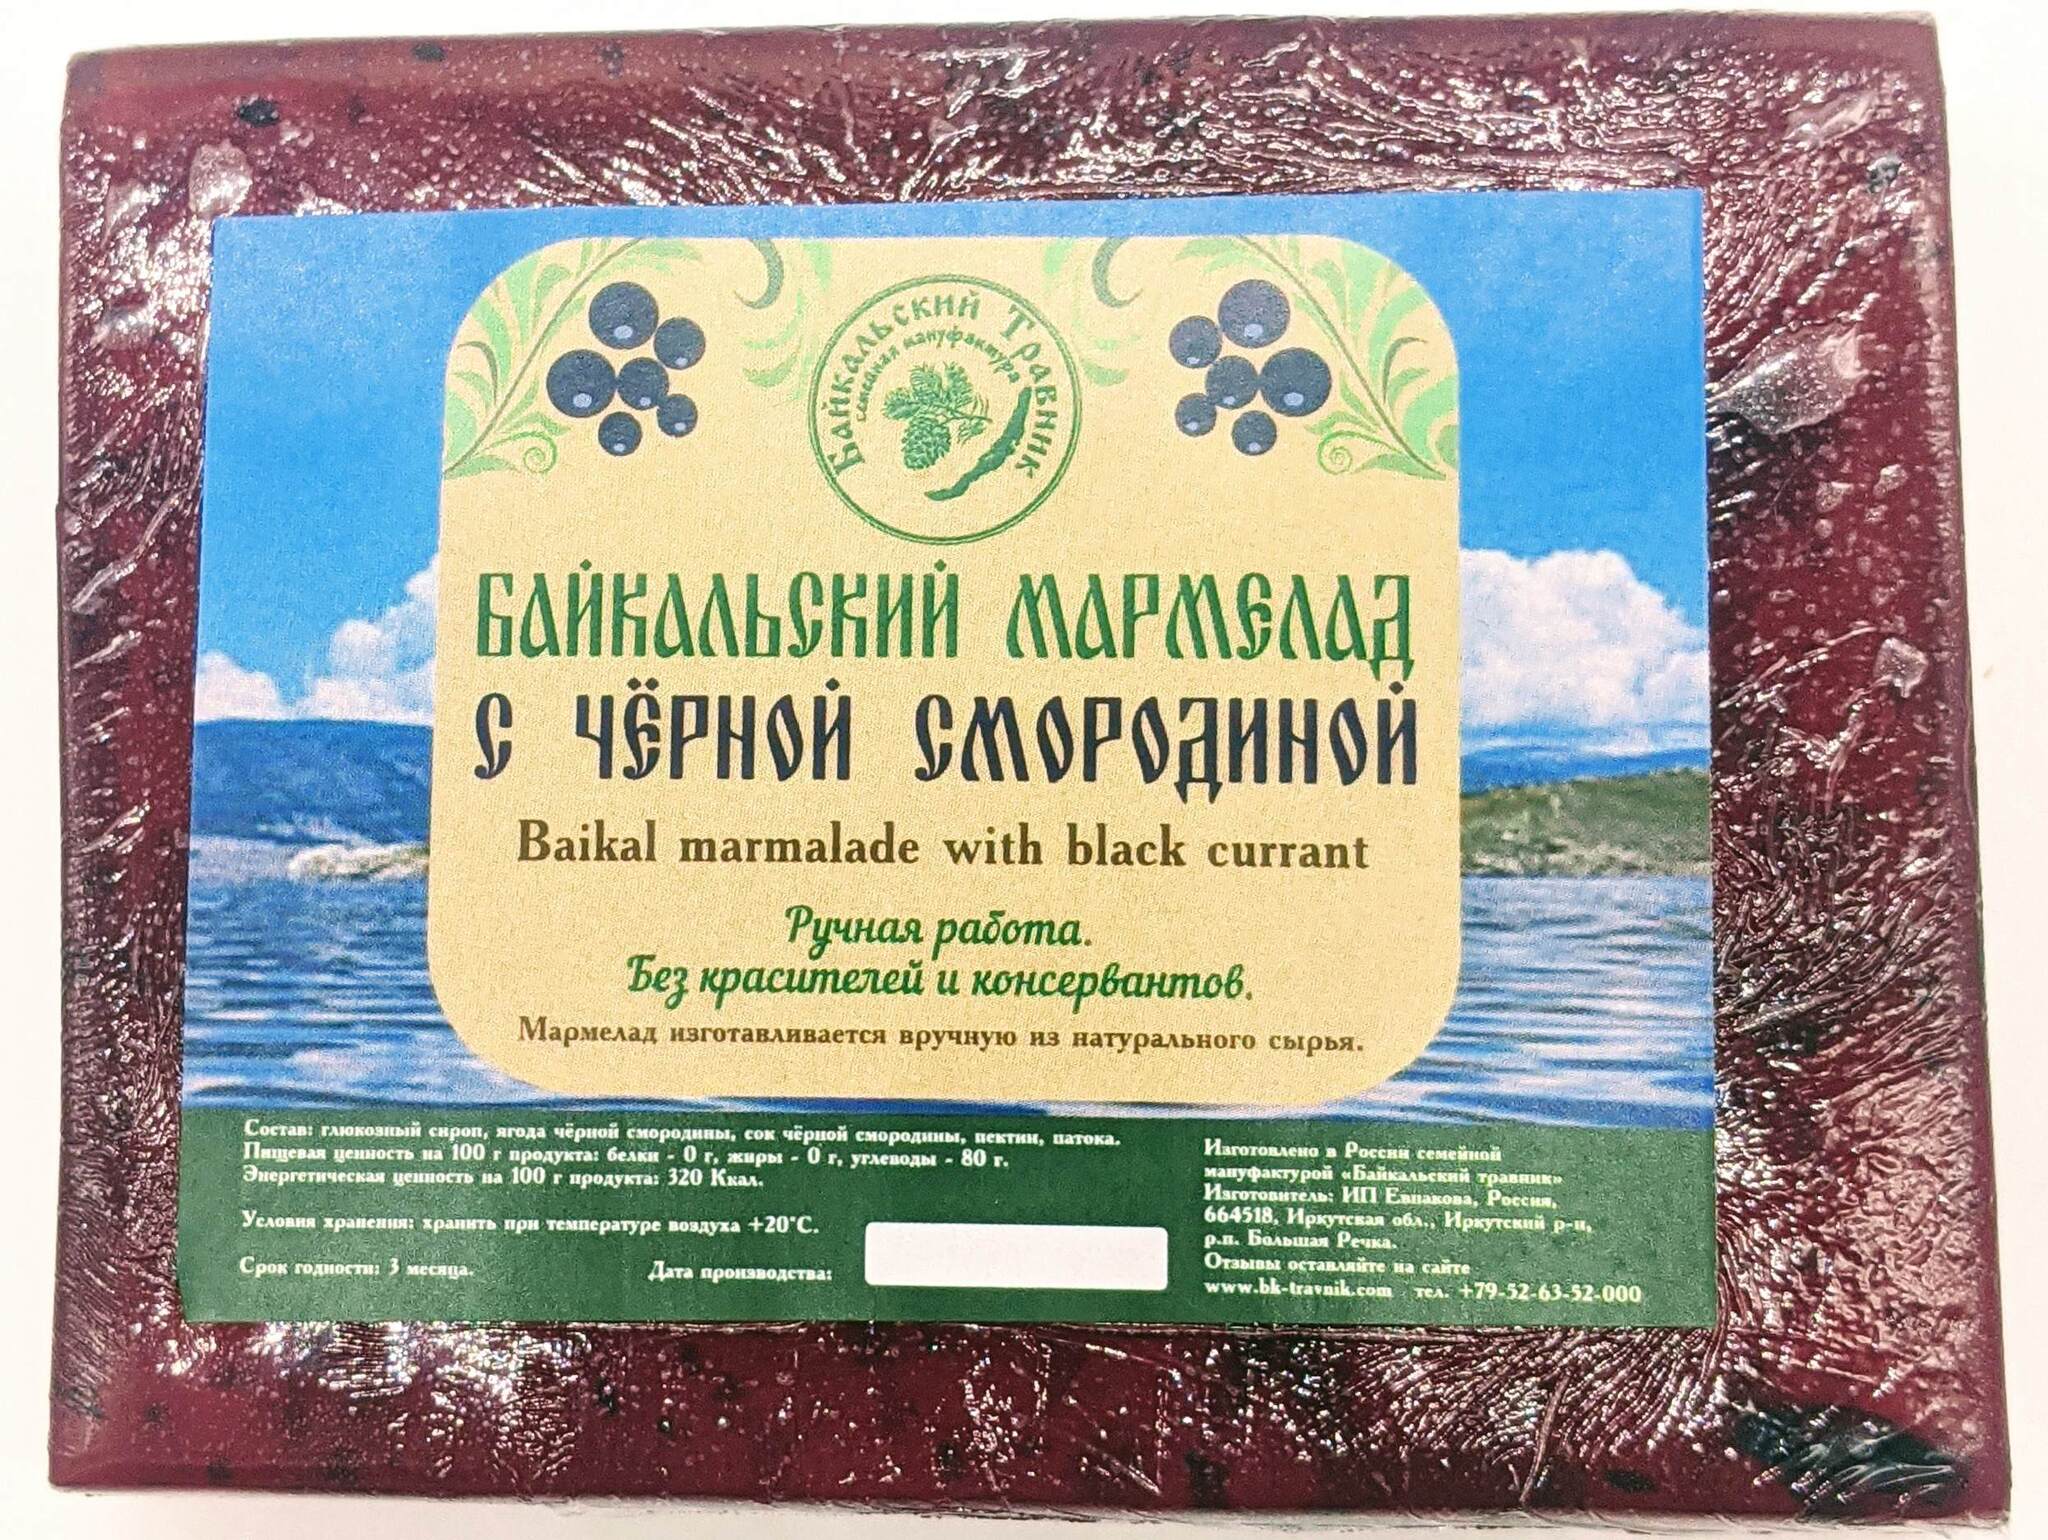 Байкальский Травник
семейная мануфактура
БАЙКАЛЬСКИЙ МАРМЕЛАД
С ЧЁРНОЙ СМОРОДИНОЙ
Baikal marmalade with black currant
Ручная работа.
Без красителей и консервантов.
Мармелад изготавливается вручную из натурального сырья.
Состав: глюкозный сироп, ягода чёрной смородины, сок чёрной смородины, пектин, патока.
Пищевая ценность на 100 г продукта: белки - 0 г, жиры - 0 г, углеводы - 80 г.
Энергетическая ценность на 100 г продукта: 320 Ккал.
Условия хранения: хранить при температуре воздуха +20°С.
Срок годности: 3 месяца.
Дата производства:
Изготовлено в России семейной
мануфактурой «Байкальский травник»
Изготовитель: ИП Евпакова, Россия,
664518, Иркутская обл., Иркутский р-н,
р.п. Большая Речка.
Отзывы оставляйте на сайте
www.bk-travnik.com тел. +79-52-63-52-000